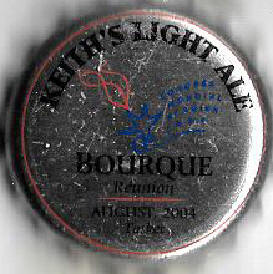 KEITH'S LIGHT ALE
BOURQUE
Reunion
AUGUST, 2004